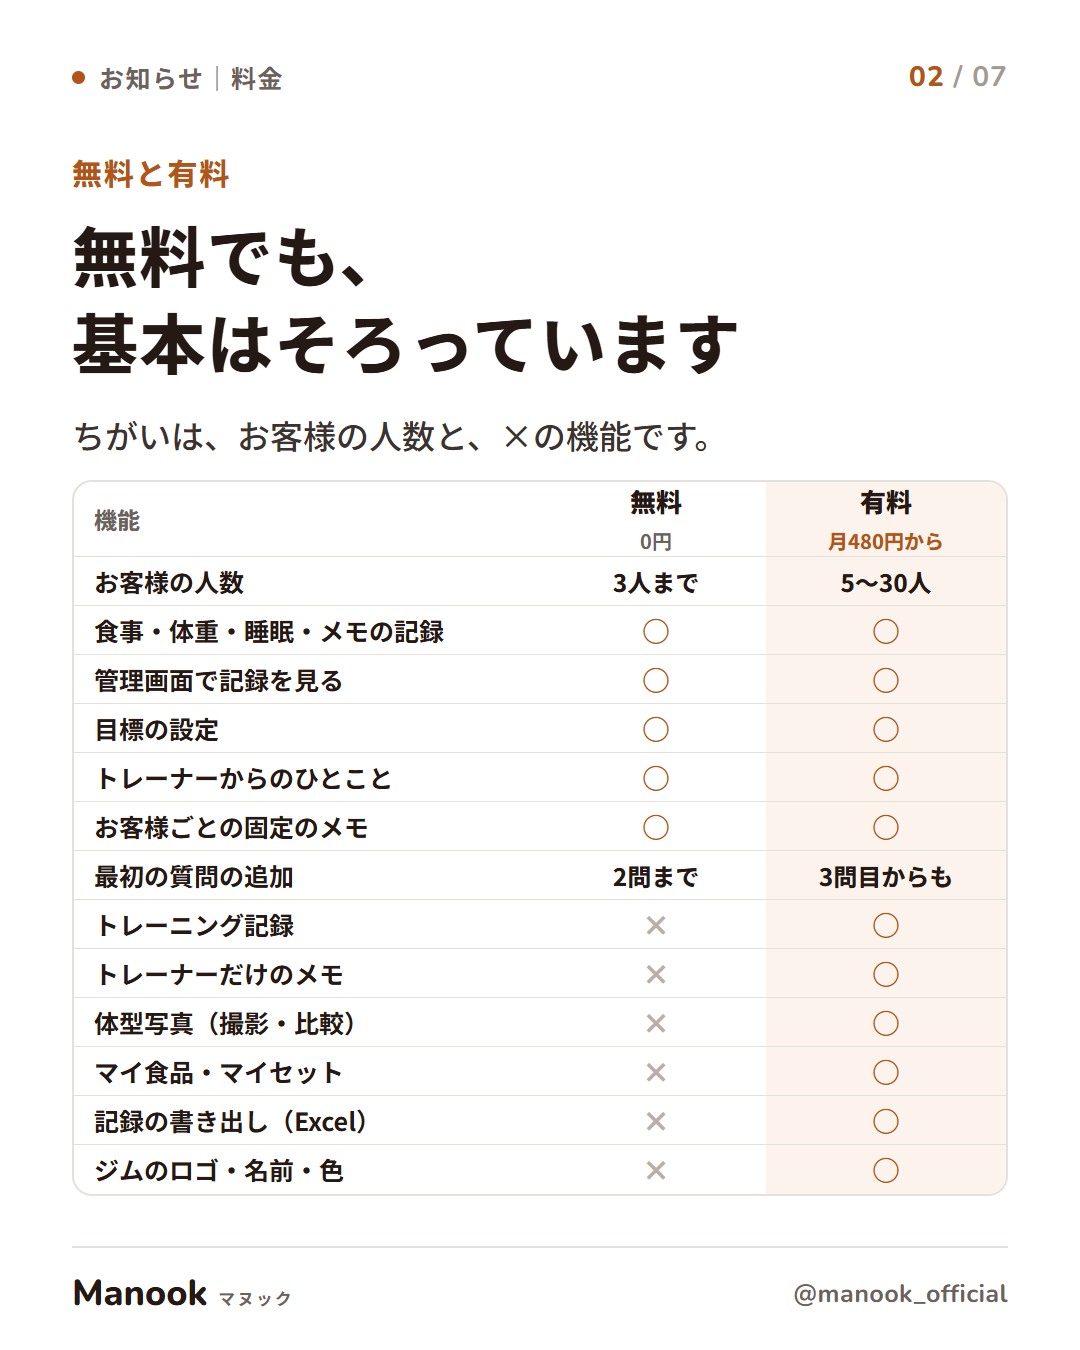 お知らせ｜料金
02 / 07
無料と有料
無料でも、
基本はそろっています
ちがいは、お客様の人数と、×の機能です。
機能 無料 有料
0円 月480円から
お客様の人数 3人まで 5〜30人
食事・体重・睡眠・メモの記録 ○ ○
管理画面で記録を見る ○ ○
目標の設定 ○ ○
トレーナーからのひとこと ○ ○
お客様ごとの固定のメモ ○ ○
最初の質問の追加 2問まで 3問目からも
トレーニング記録 × ○
トレーナーだけのメモ × ○
体型写真（撮影・比較） × ○
マイ食品・マイセット × ○
記録の書き出し（Excel） × ○
ジムのロゴ・名前・色 × ○
Manook マヌック
@manook_official